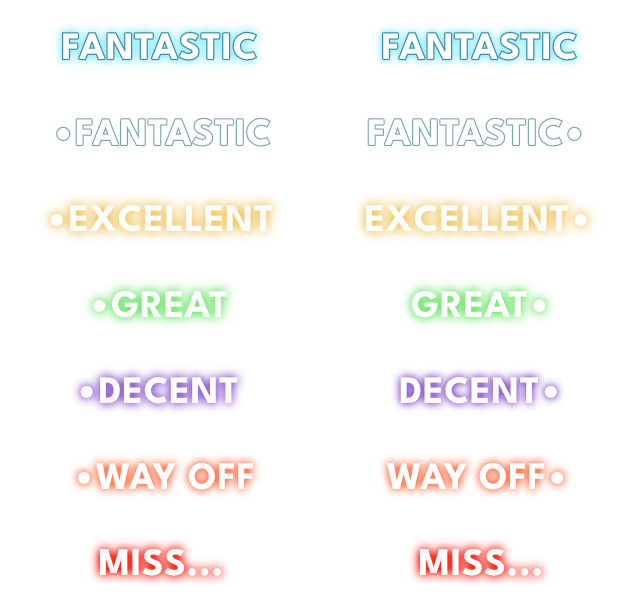 FANTASTIC FANTASTIC
•FANTASTIC FANTASTIC•
•EXCELLENT EXCELLENT•
•GREAT GREAT•
•DECENT DECENT•
•WAY OFF WAY OFF•
MISS... MISS...